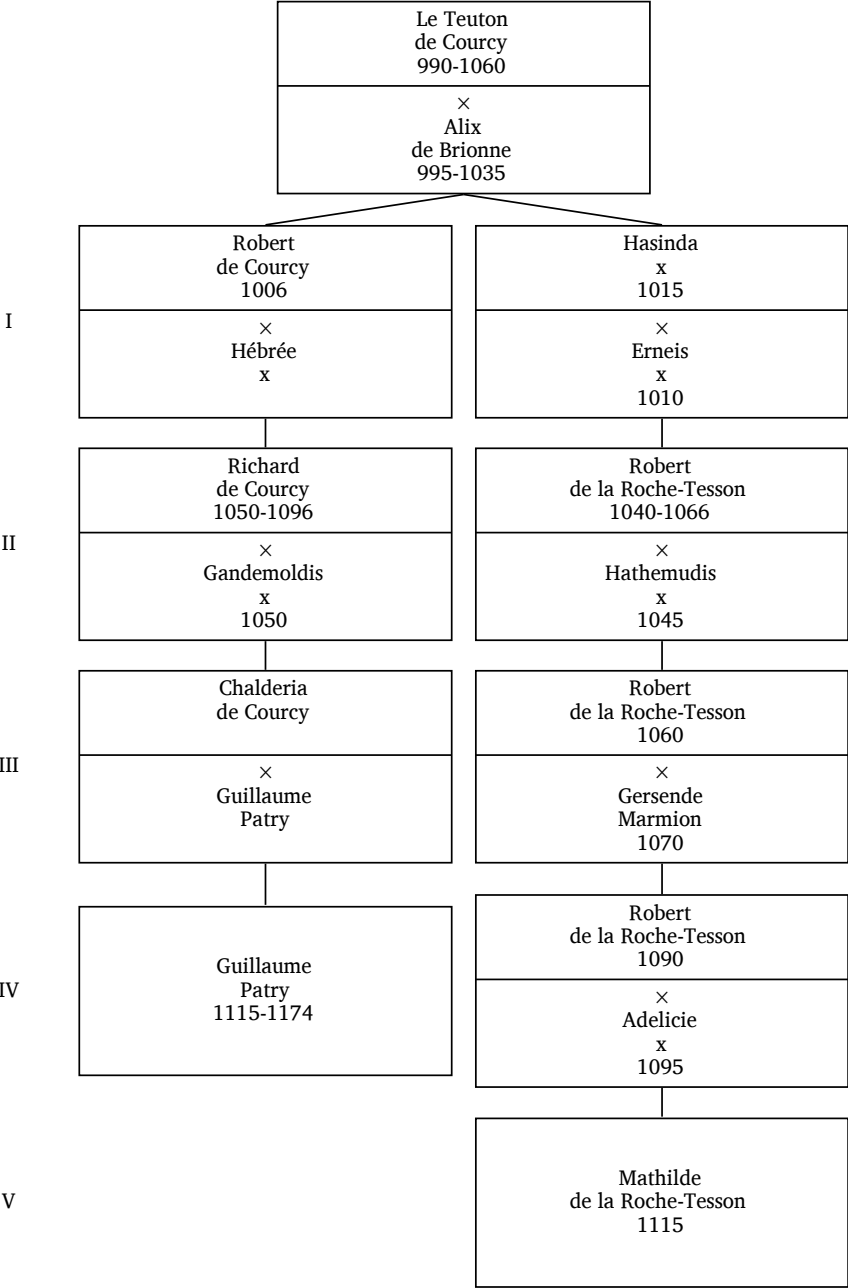 Le Teuton
de Courcy
990-1060
×
Alix
de Brionne
995-1035
I
Robert
de Courcy
1006
×
Hébrée
x
Hasinda
x
1015
×
Erneis
x
1010
II
Richard
de Courcy
1050-1096
×
Gandemoldis
x
1050
Robert
de la Roche-Tesson
1040-1066
×
Hathemudis
x
1045
III
Chalderia
de Courcy
×
Guillaume
Patry
Robert
de la Roche-Tesson
1060
×
Gersende
Marmion
1070
IV
Guillaume
Patry
1115-1174
Robert
de la Roche-Tesson
1090
×
Adelicie
x
1095
V
Mathilde
de la Roche-Tesson
1115